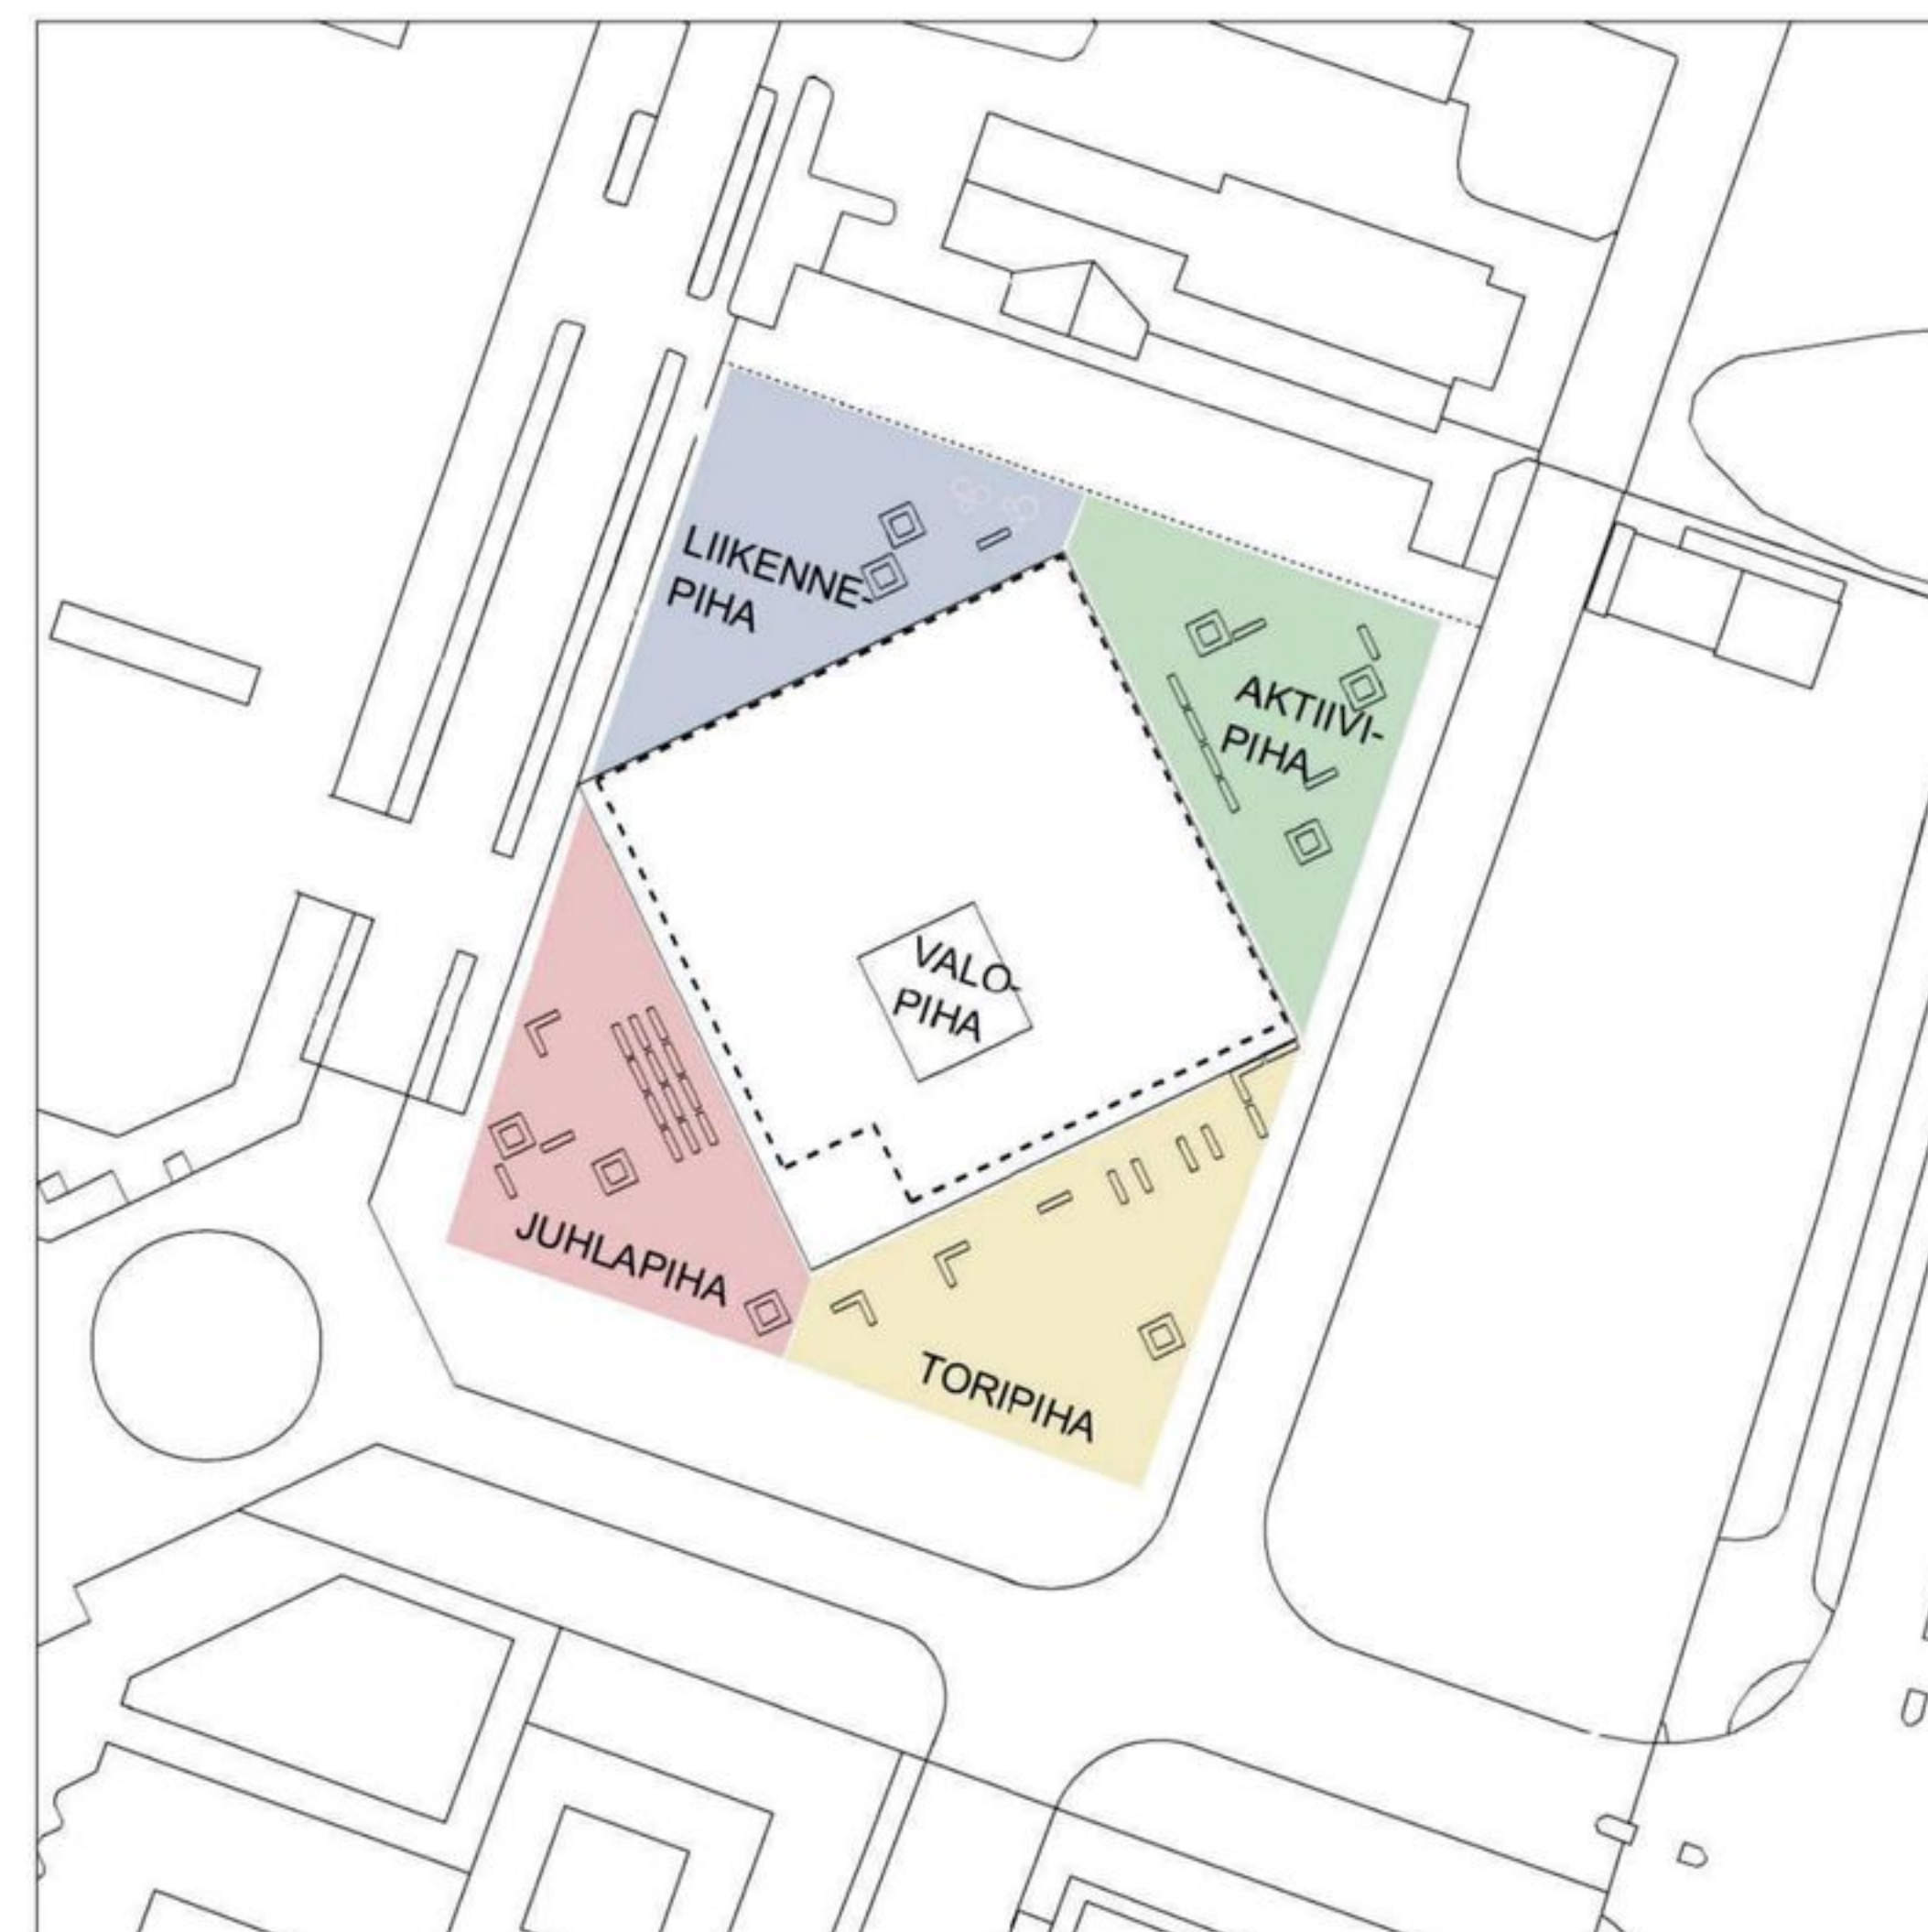 LIIKENNE-
PIHA
AKTIIVI-
PIHA
VALO-
PIHA
JUHLAPIHA
TORIPIHA